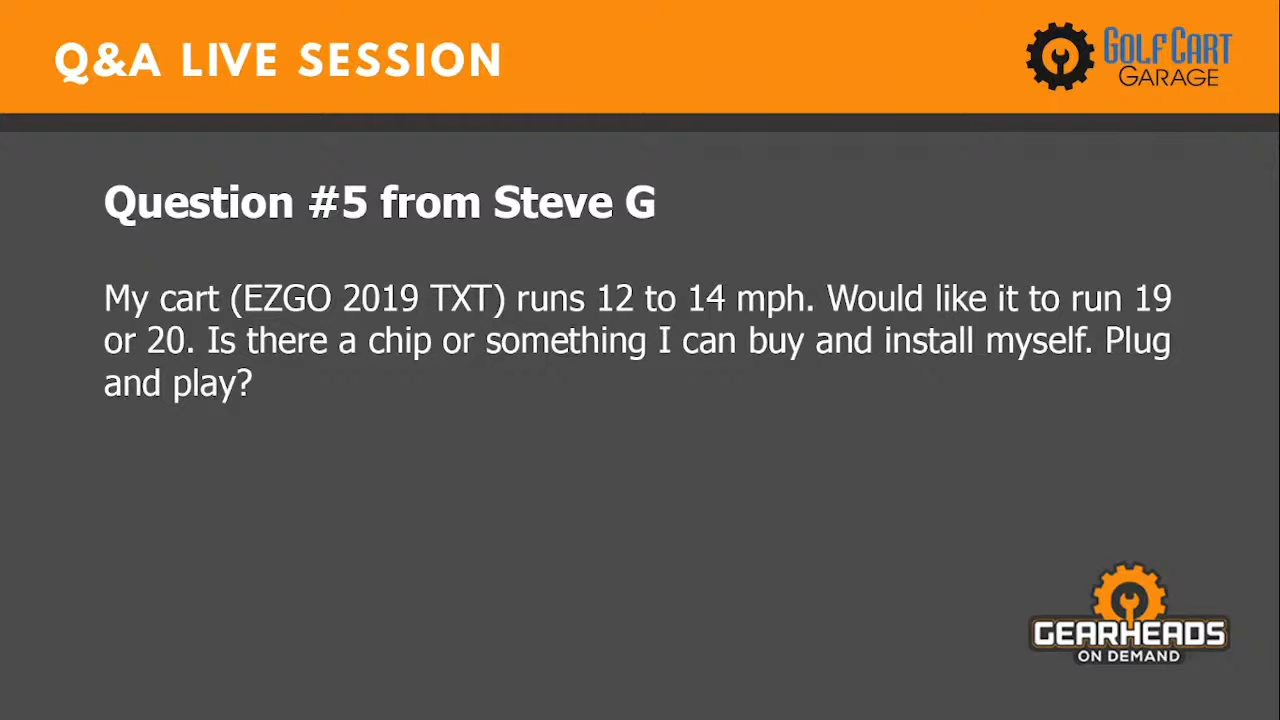 Q&A LIVE SESSION
GOLF CART
GARAGE
Question #5 from Steve G
My cart (EZGO 2019 TXT) runs 12 to 14 mph. Would like it to run 19
or 20. Is there a chip or something I can buy and install myself. Plug
and play?
GEARHEADS
ON DEMAND